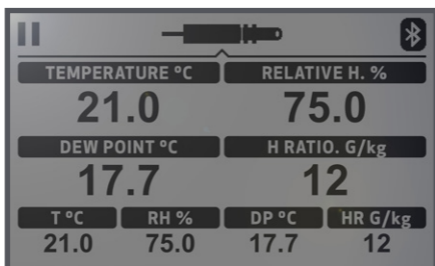 TEMPERATURE °C RELATIVE H. %
21.0 75.0
DEW POINT °C H RATIO. G/kg
17.7 12
T °C RH % DP °C HR G/kg
21.0 75.0 17.7 12